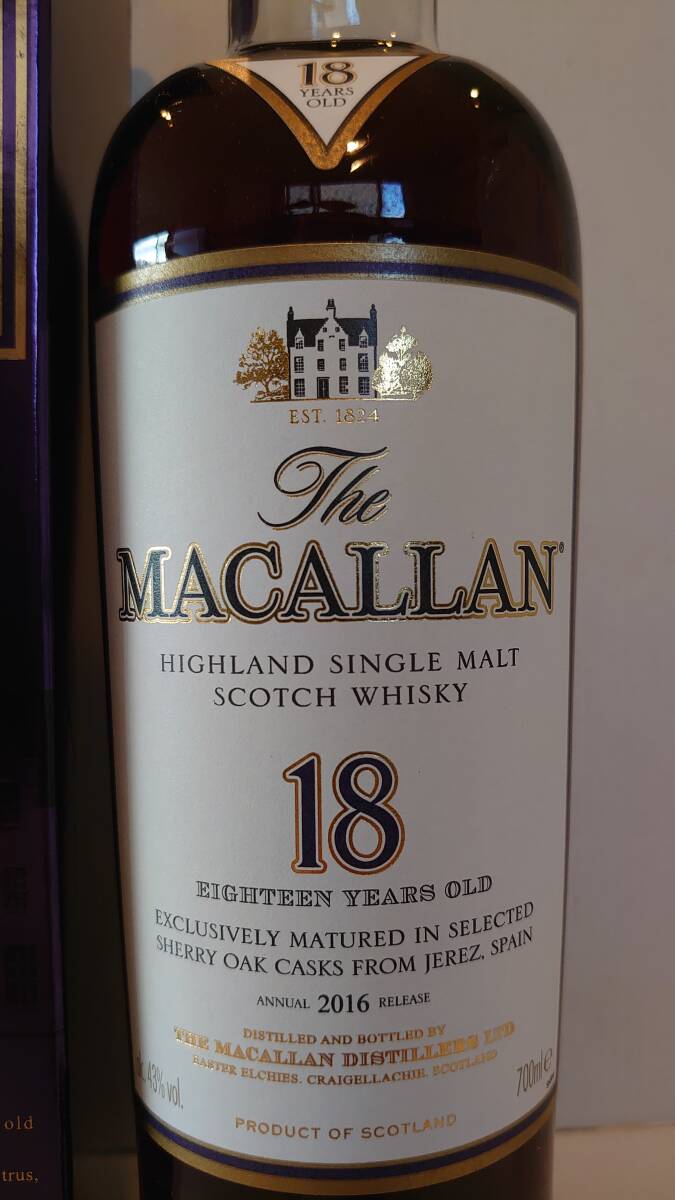 18
YEARS
OLD
EST. 1824
The
MACALLAN®
HIGHLAND SINGLE MALT
SCOTCH WHISKY
18
EIGHTEEN YEARS OLD
EXCLUSIVELY MATURED IN SELECTED
SHERRY OAK CASKS FROM JEREZ, SPAIN
ANNUAL 2016 RELEASE
DISTILLED AND BOTTLED BY
THE MACALLAN DISTILLERS LTD
EASTER ELCHIES, CRAIGELLACHIE, SCOTLAND
43% vol.
700ml e
PRODUCT OF SCOTLAND
old
trus,